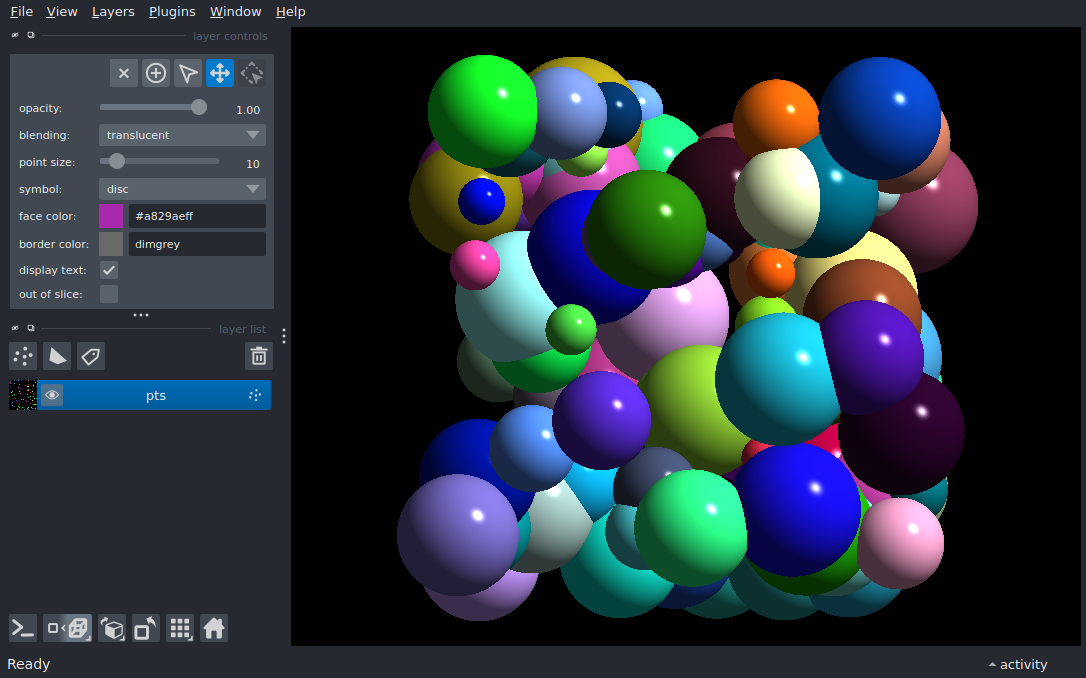 File View Layers Plugins Window Help
layer controls
opacity: 1.00
blending: translucent
point size: 10
symbol: disc
face color: #a829aeff
border color: dimgrey
display text:
out of slice:
layer list
pts
Ready activity